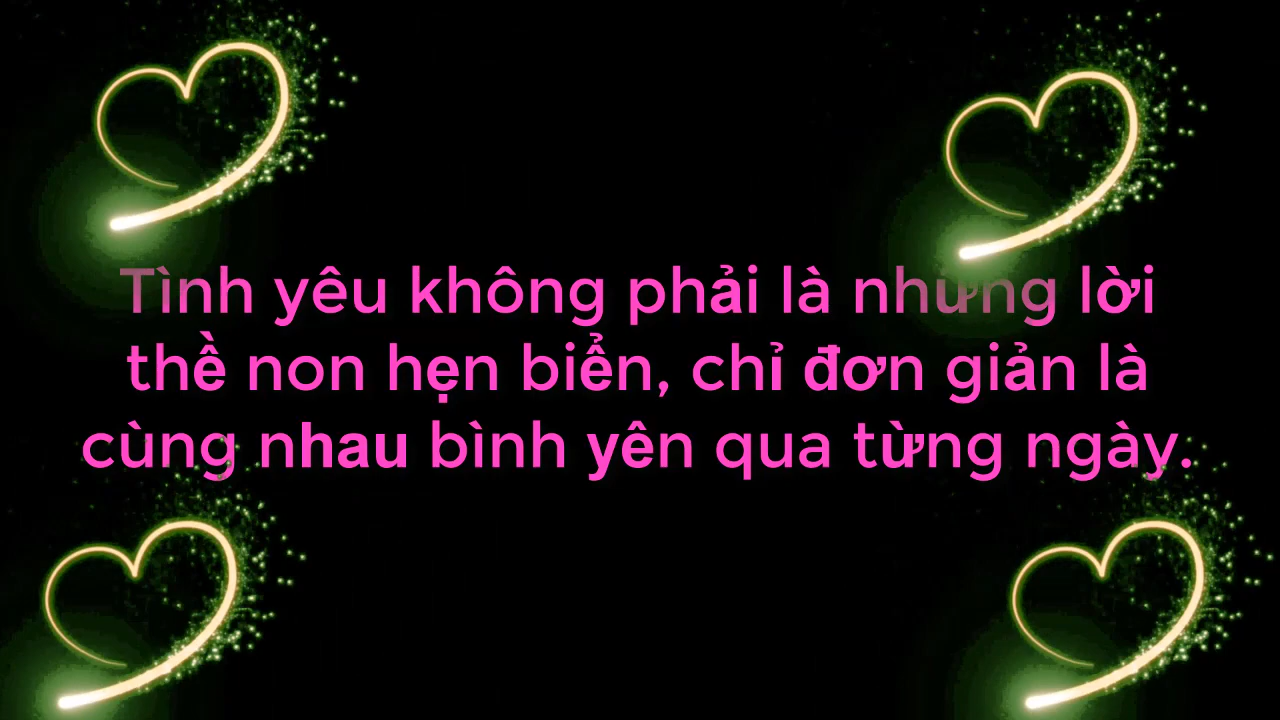 Tình yêu không phải là những lời
thề non hẹn biển, chỉ đơn giản là
cùng nhau bình yên qua từng ngày.